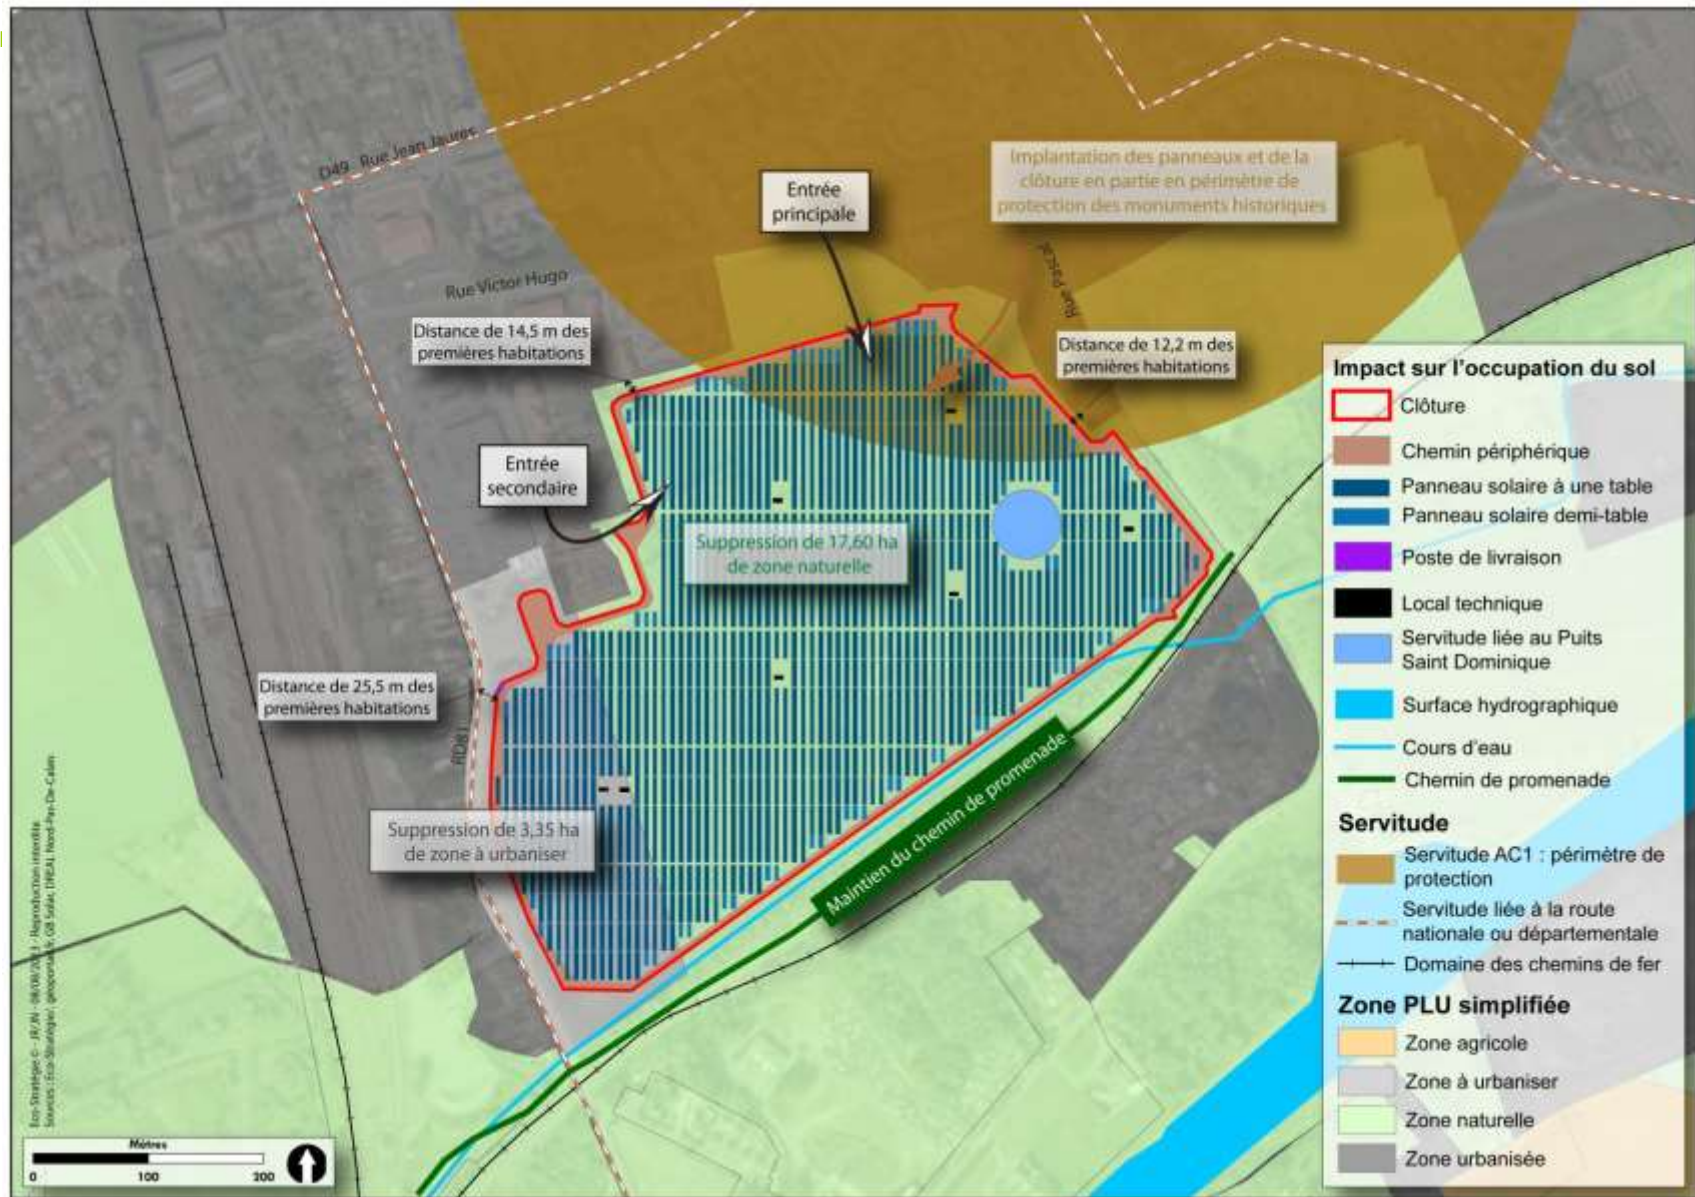 D49 - Rue Jean Jaures
Entrée
principale
Implantation des panneaux et de la
clôture en partie en périmètre de
protection des monuments historiques
Rue Victor Hugo
Rue Pascal
Distance de 14,5 m des
premières habitations
Distance de 12,2 m des
premières habitations
Entrée
secondaire
Suppression de 17,60 ha
de zone naturelle
Distance de 25,5 m des
premières habitations
RD81
Suppression de 3,35 ha
de zone à urbaniser
Maintien du chemin de promenade
Impact sur l'occupation du sol
Clôture
Chemin périphérique
Panneau solaire à une table
Panneau solaire demi-table
Poste de livraison
Local technique
Servitude liée au Puits
Saint Dominique
Surface hydrographique
Cours d'eau
Chemin de promenade
Servitude
Servitude AC1 : périmètre de
protection
Servitude liée à la route
nationale ou départementale
Domaine des chemins de fer
Zone PLU simplifiée
Zone agricole
Zone à urbaniser
Zone naturelle
Zone urbanisée
Mètres
0 100 200
Reproduction interdite